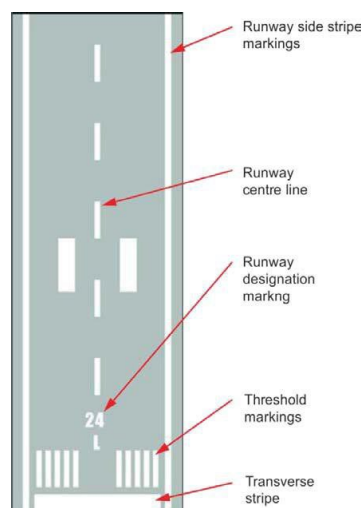 Runway side stripe
markings
Runway
centre line
Runway
designation
markng
24
L
Threshold
markings
Transverse
stripe